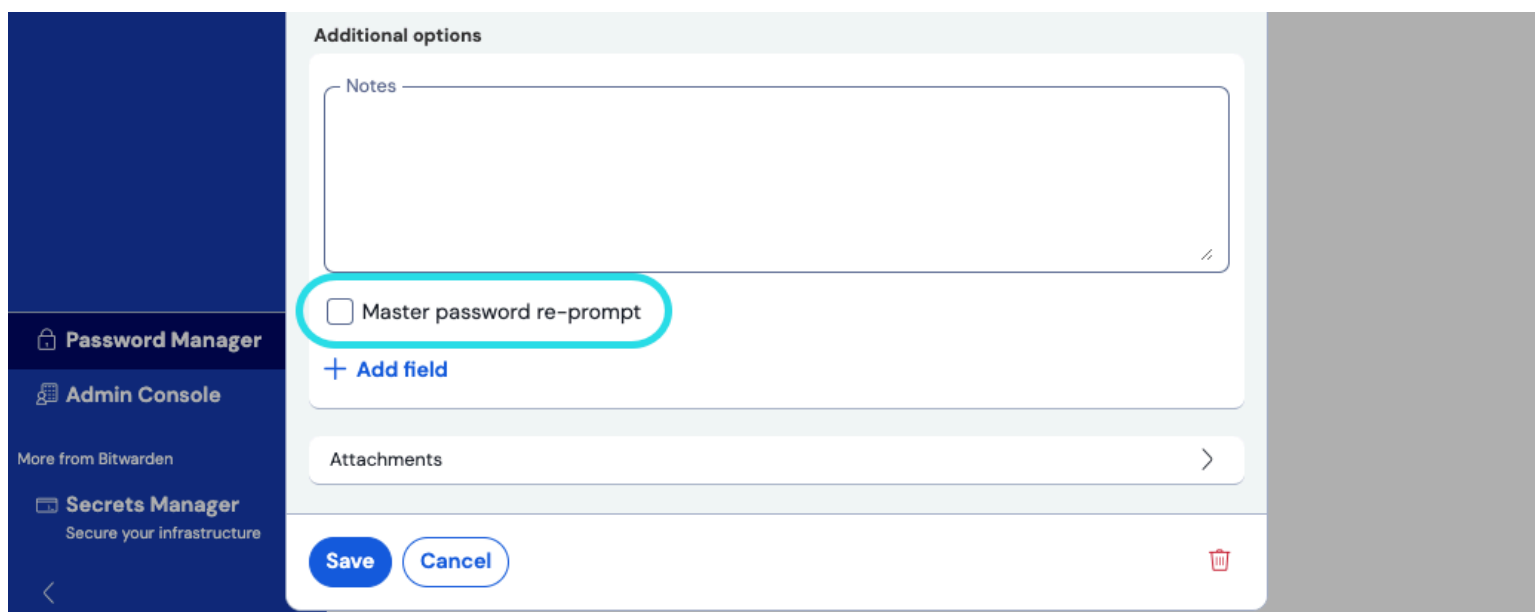 Additional options
Notes
Master password re-prompt
Add field
Attachments
Save
Cancel
Password Manager
Admin Console
More from Bitwarden
Secrets Manager
Secure your infrastructure